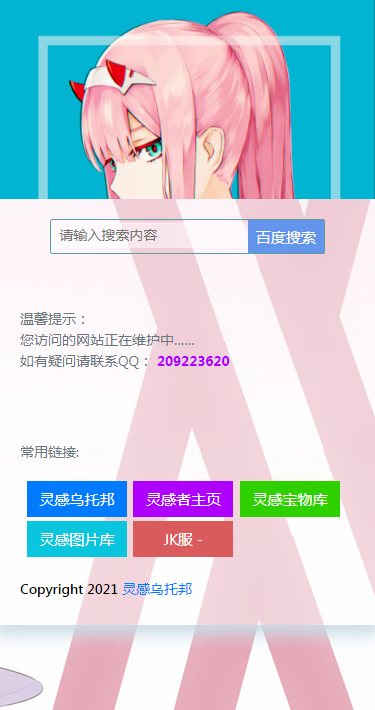 请输入搜索内容
百度搜索
温馨提示：
您访问的网站正在维护中......
如有疑问请联系QQ： 209223620
常用链接:
灵感乌托邦
灵感者主页
灵感宝物库
灵感图片库
JK服 -
Copyright 2021 灵感乌托邦